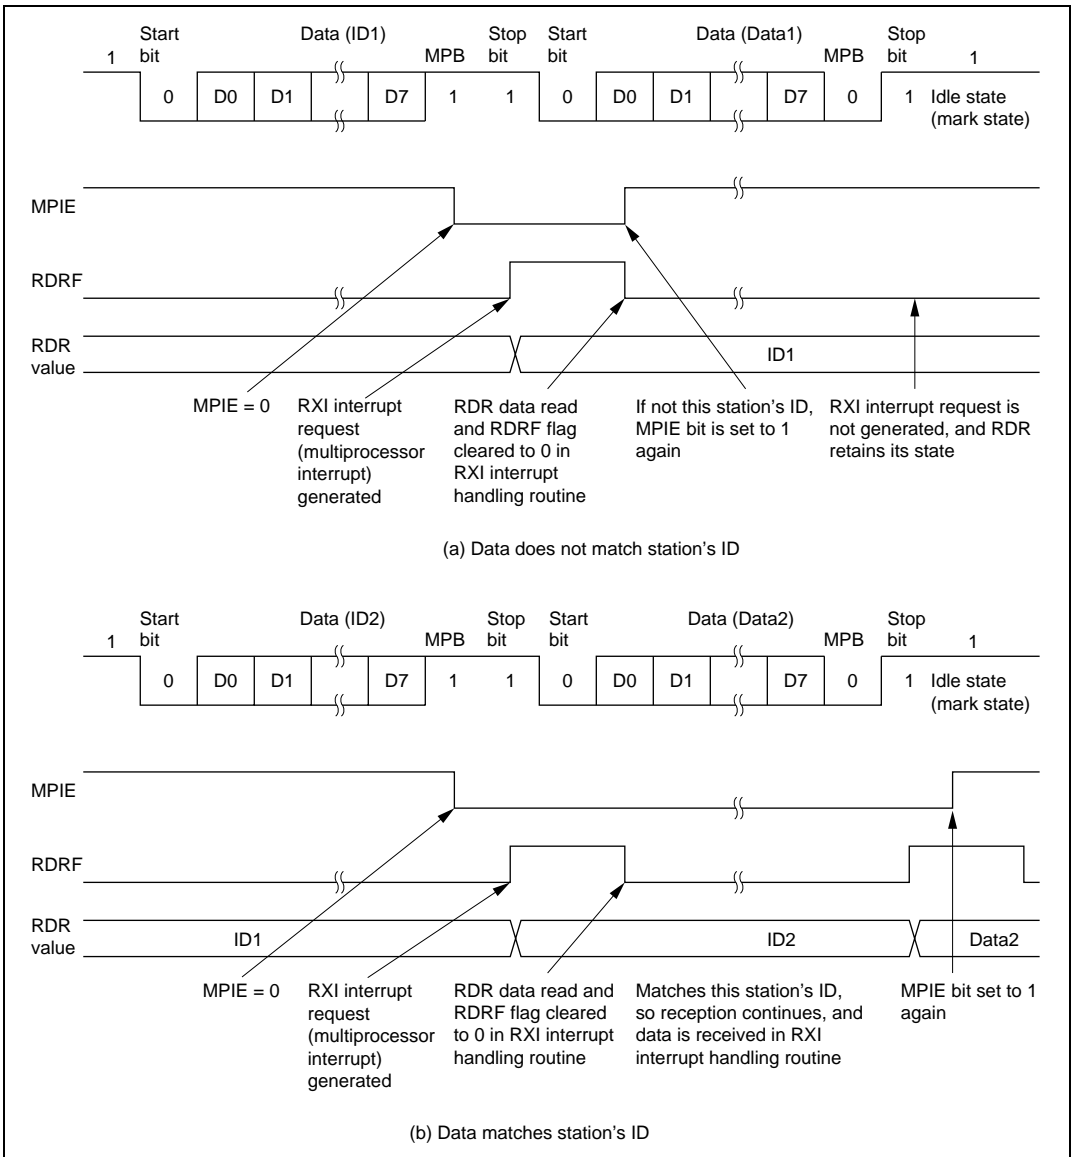 Start bit
Data (ID1)
MPB
Stop bit
Start bit
Data (Data1)
MPB
Stop bit
1
1
0 D0 D1 D7 1 1 0 D0 D1 D7 0 1
Idle state
(mark state)
MPIE
RDRF
RDR
value
ID1
MPIE = 0
RXI interrupt
request
(multiprocessor
interrupt)
generated
RDR data read
and RDRF flag
cleared to 0 in
RXI interrupt
handling routine
If not this station's ID,
MPIE bit is set to 1
again
RXI interrupt request is
not generated, and RDR
retains its state
(a) Data does not match station's ID
Start bit
Data (ID2)
MPB
Stop bit
Start bit
Data (Data2)
MPB
Stop bit
1
1
0 D0 D1 D7 1 1 0 D0 D1 D7 0 1
Idle state
(mark state)
MPIE
RDRF
RDR
value
ID1
ID2
Data2
MPIE = 0
RXI interrupt
request
(multiprocessor
interrupt)
generated
RDR data read and
RDRF flag cleared
to 0 in RXI interrupt
handling routine
Matches this station's ID,
so reception continues, and
data is received in RXI
interrupt handling routine
MPIE bit set to 1
again
(b) Data matches station's ID